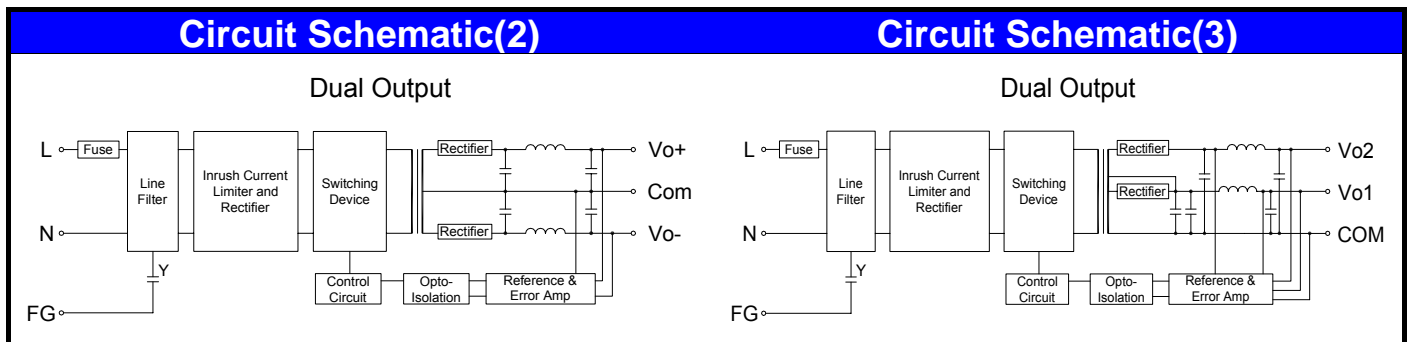 Circuit Schematic(2)
Circuit Schematic(3)
Dual Output
L
Fuse
Line
Filter
Inrush Current
Limiter and
Rectifier
Switching
Device
Rectifier
Rectifier
Vo+
Com
Vo-
N
Y
FG
Control
Circuit
Opto-
Isolation
Reference &
Error Amp
Dual Output
L
Fuse
Line
Filter
Inrush Current
Limiter and
Rectifier
Switching
Device
Rectifier
Rectifier
Vo2
Vo1
COM
N
Y
FG
Control
Circuit
Opto-
Isolation
Reference &
Error Amp